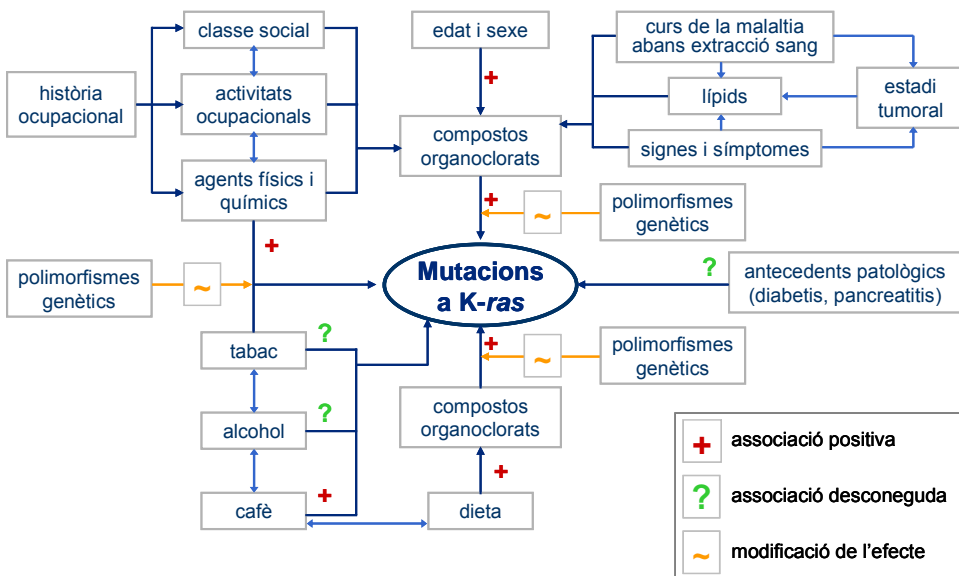 classe social
edat i sexe
curs de la malaltia
abans extracció sang
+
història
ocupacional
activitats
ocupacionals
lípids
estadi
tumoral
compostos
organoclorats
signes i símptomes
agents físics i
químics
+
~
polimorfismes
genètics
+
polimorfismes
genètics
~
Mutacions
a K-ras
?
antecedents patològics
(diabetis, pancreatitis)
tabac
?
+
~
polimorfismes
genètics
alcohol
?
compostos
organoclorats
+
cafè
+
dieta
+ associació positiva
? associació desconeguda
~ modificació de l'efecte